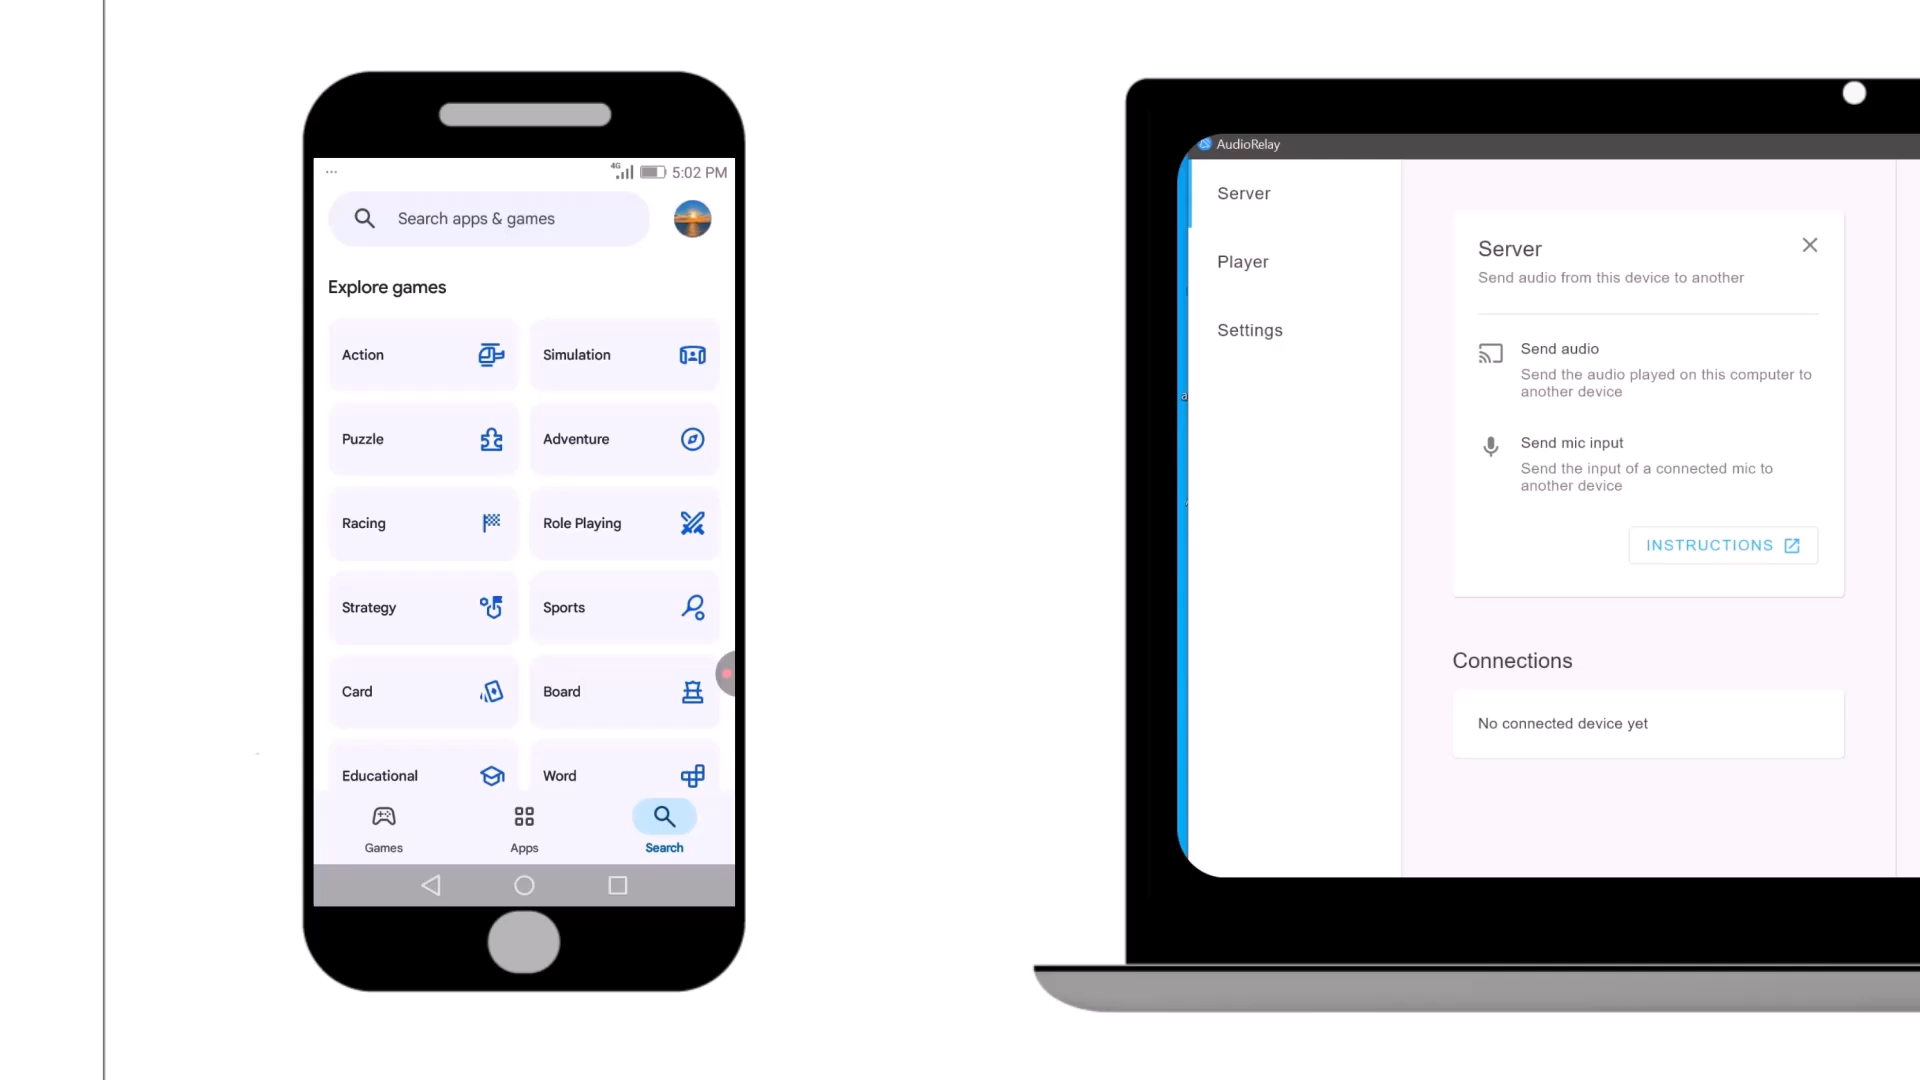 4G 5:02 PM
Search apps & games
Explore games
Action Simulation
Puzzle Adventure
Racing Role Playing
Strategy Sports
Card Board
Educational Word
Games Apps Search
AudioRelay
Server
Player
Settings
Server
Send audio from this device to another
Send audio
Send the audio played on this computer to
another device
Send mic input
Send the input of a connected mic to
another device
INSTRUCTIONS
Connections
No connected device yet